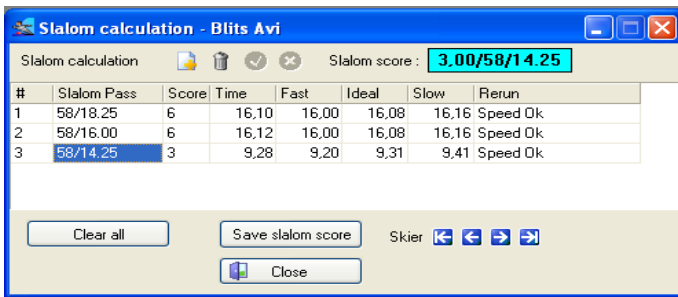 Slalom calculation - Blits Avi
Slalom calculation Slalom score : 3,00/58/14.25
# Slalom Pass Score Time Fast Ideal Slow Rerun
1 58/18.25 6 16,10 16,00 16,08 16,16 Speed Ok
2 58/16.00 6 16,12 16,00 16,08 16,16 Speed Ok
3 58/14.25 3 9,28 9,20 9,31 9,41 Speed Ok
Clear all Save slalom score Skier
Close